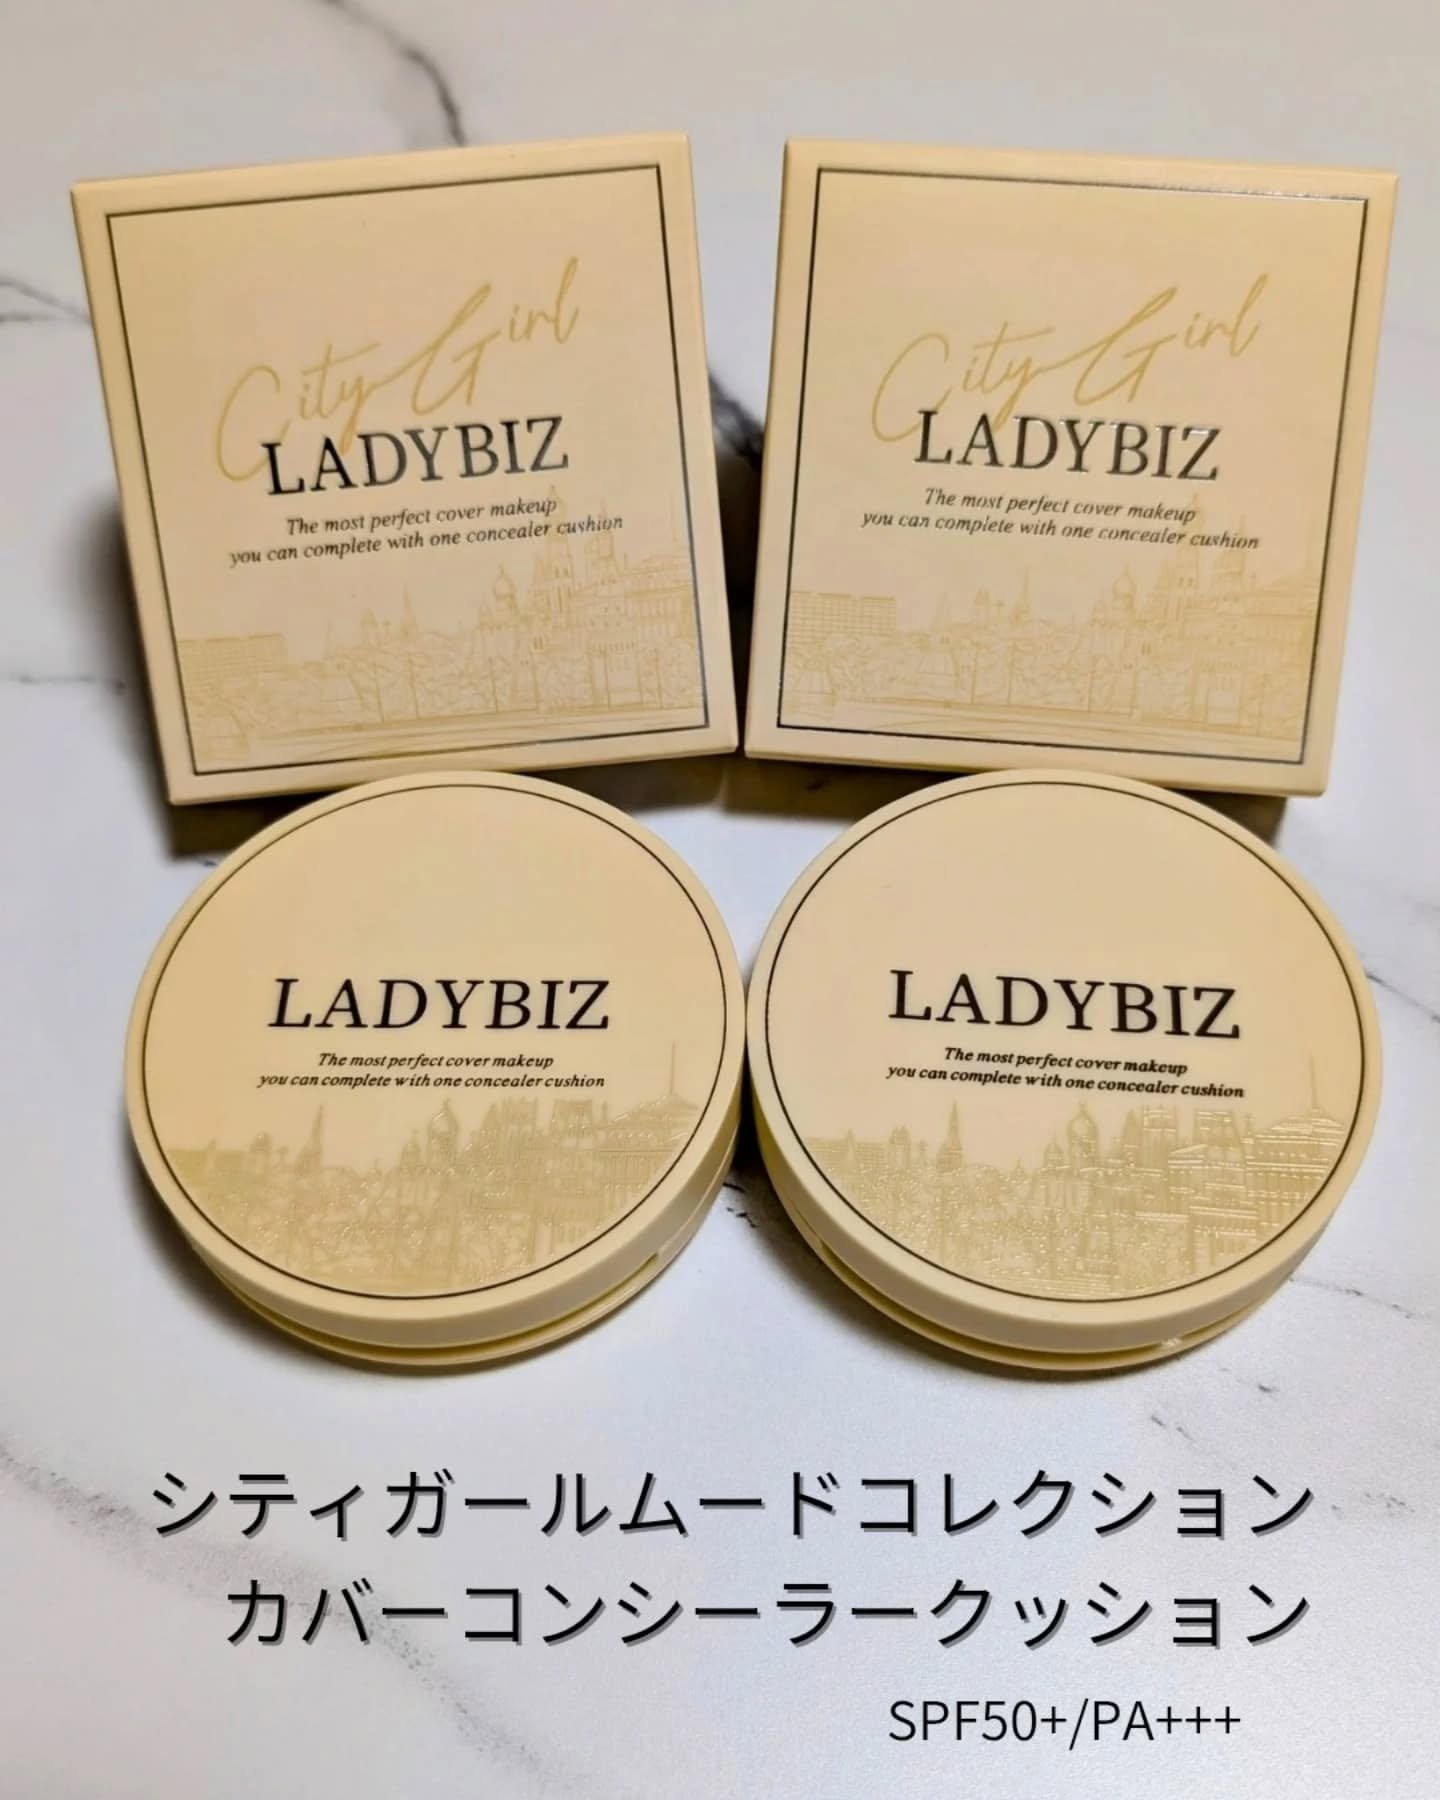 City Girl
LADYBIZ
The most perfect cover makeup
you can complete with one concealer cushion
City Girl
LADYBIZ
The most perfect cover makeup
you can complete with one concealer cushion
LADYBIZ
The most perfect cover makeup
you can complete with one concealer cushion
LADYBIZ
The most perfect cover makeup
you can complete with one concealer cushion
シティガールムードコレクション
カバーコンシーラークッション
SPF50+/PA+++